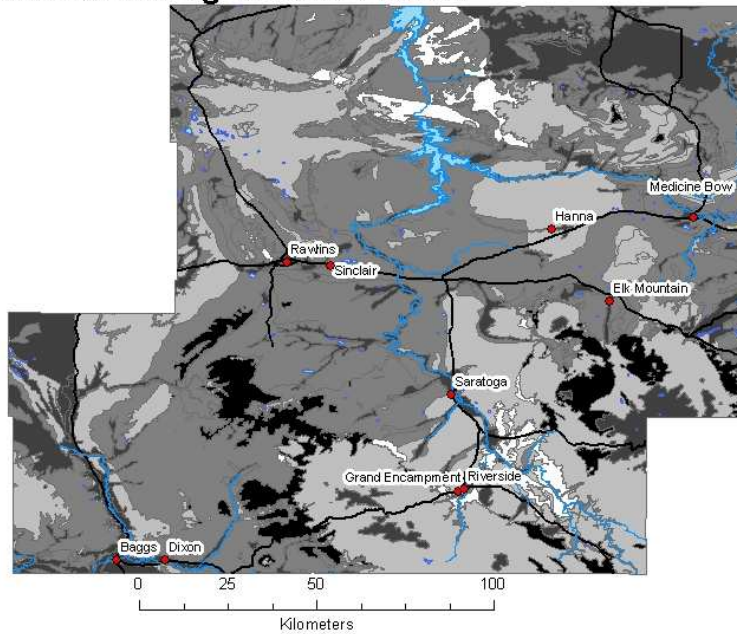 Medicine Bow
Hanna
Rawlins
Sinclair
Elk Mountain
Saratoga
Grand Encampment
Riverside
Baggs
Dixon
0 25 50 100
Kilometers